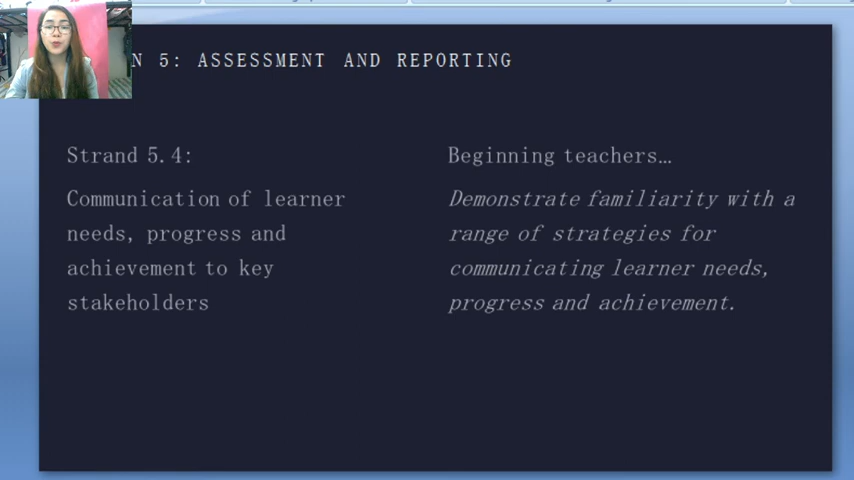 N 5: ASSESSMENT AND REPORTING
Strand 5.4:
Communication of learner
needs, progress and
achievement to key
stakeholders
Beginning teachers…
Demonstrate familiarity with a
range of strategies for
communicating learner needs,
progress and achievement.